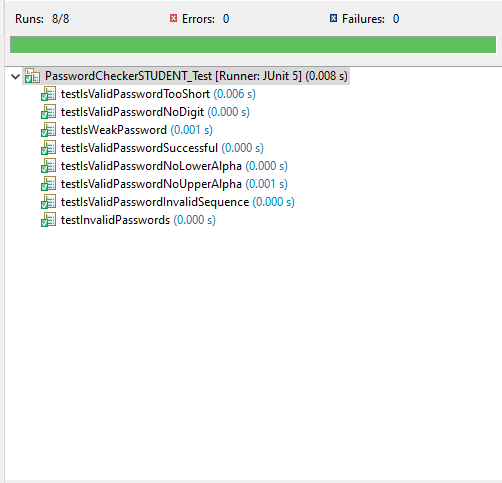 Runs: 8/8 Errors: 0 Failures: 0
PasswordCheckerSTUDENT_Test [Runner: JUnit 5] (0.008 s)
testIsValidPasswordTooShort (0.006 s)
testIsValidPasswordNoDigit (0.000 s)
testIsWeakPassword (0.001 s)
testIsValidPasswordSuccessful (0.000 s)
testIsValidPasswordNoLowerAlpha (0.000 s)
testIsValidPasswordNoUpperAlpha (0.001 s)
testIsValidPasswordInvalidSequence (0.000 s)
testInvalidPasswords (0.000 s)